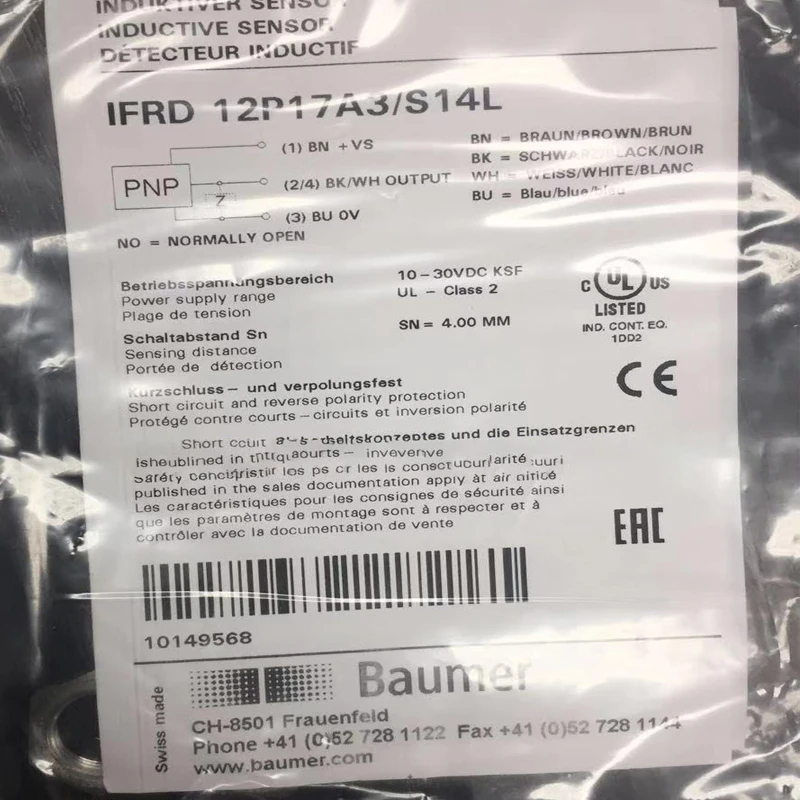 INDUKTIVER SENSOR
INDUCTIVE SENSOR
DÉTECTEUR INDUCTIF
IFRD 12P17A3/S14L
(1) BN +VS
PNP
(2/4) BK/WH OUTPUT
Z
(3) BU 0V
NO = NORMALLY OPEN
BN = BRAUN/BROWN/BRUN
BK = SCHWARZ/BLACK/NOIR
WH = WEISS/WHITE/BLANC
BU = Blau/blue/bleu
Betriebsspannungsbereich
Power supply range
Plage de tension
10-30VDC KSF
UL - Class 2
Schaltabstand Sn
Sensing distance
Portée de détection
SN = 4.00 MM
C UL US
LISTED
IND. CONT. EQ.
1DD2
CE
Kurzschluss- und verpolungsfest
Short circuit and reverse polarity protection
Protégé contre courts-circuits et inversion polarité
Short und die Einsatzgrenzen
in
published in the sales documentation apply
Les caractéristiques pour les consignes de sécurité ainsi
que les paramètres de montage sont à respecter et à
contrôler avec la documentation de vente
EAC
10149568
Swiss made
Baumer
CH-8501 Frauenfeld
Phone +41 (0)52 728 1122 Fax +41 (0)52 728 1144
www.baumer.com